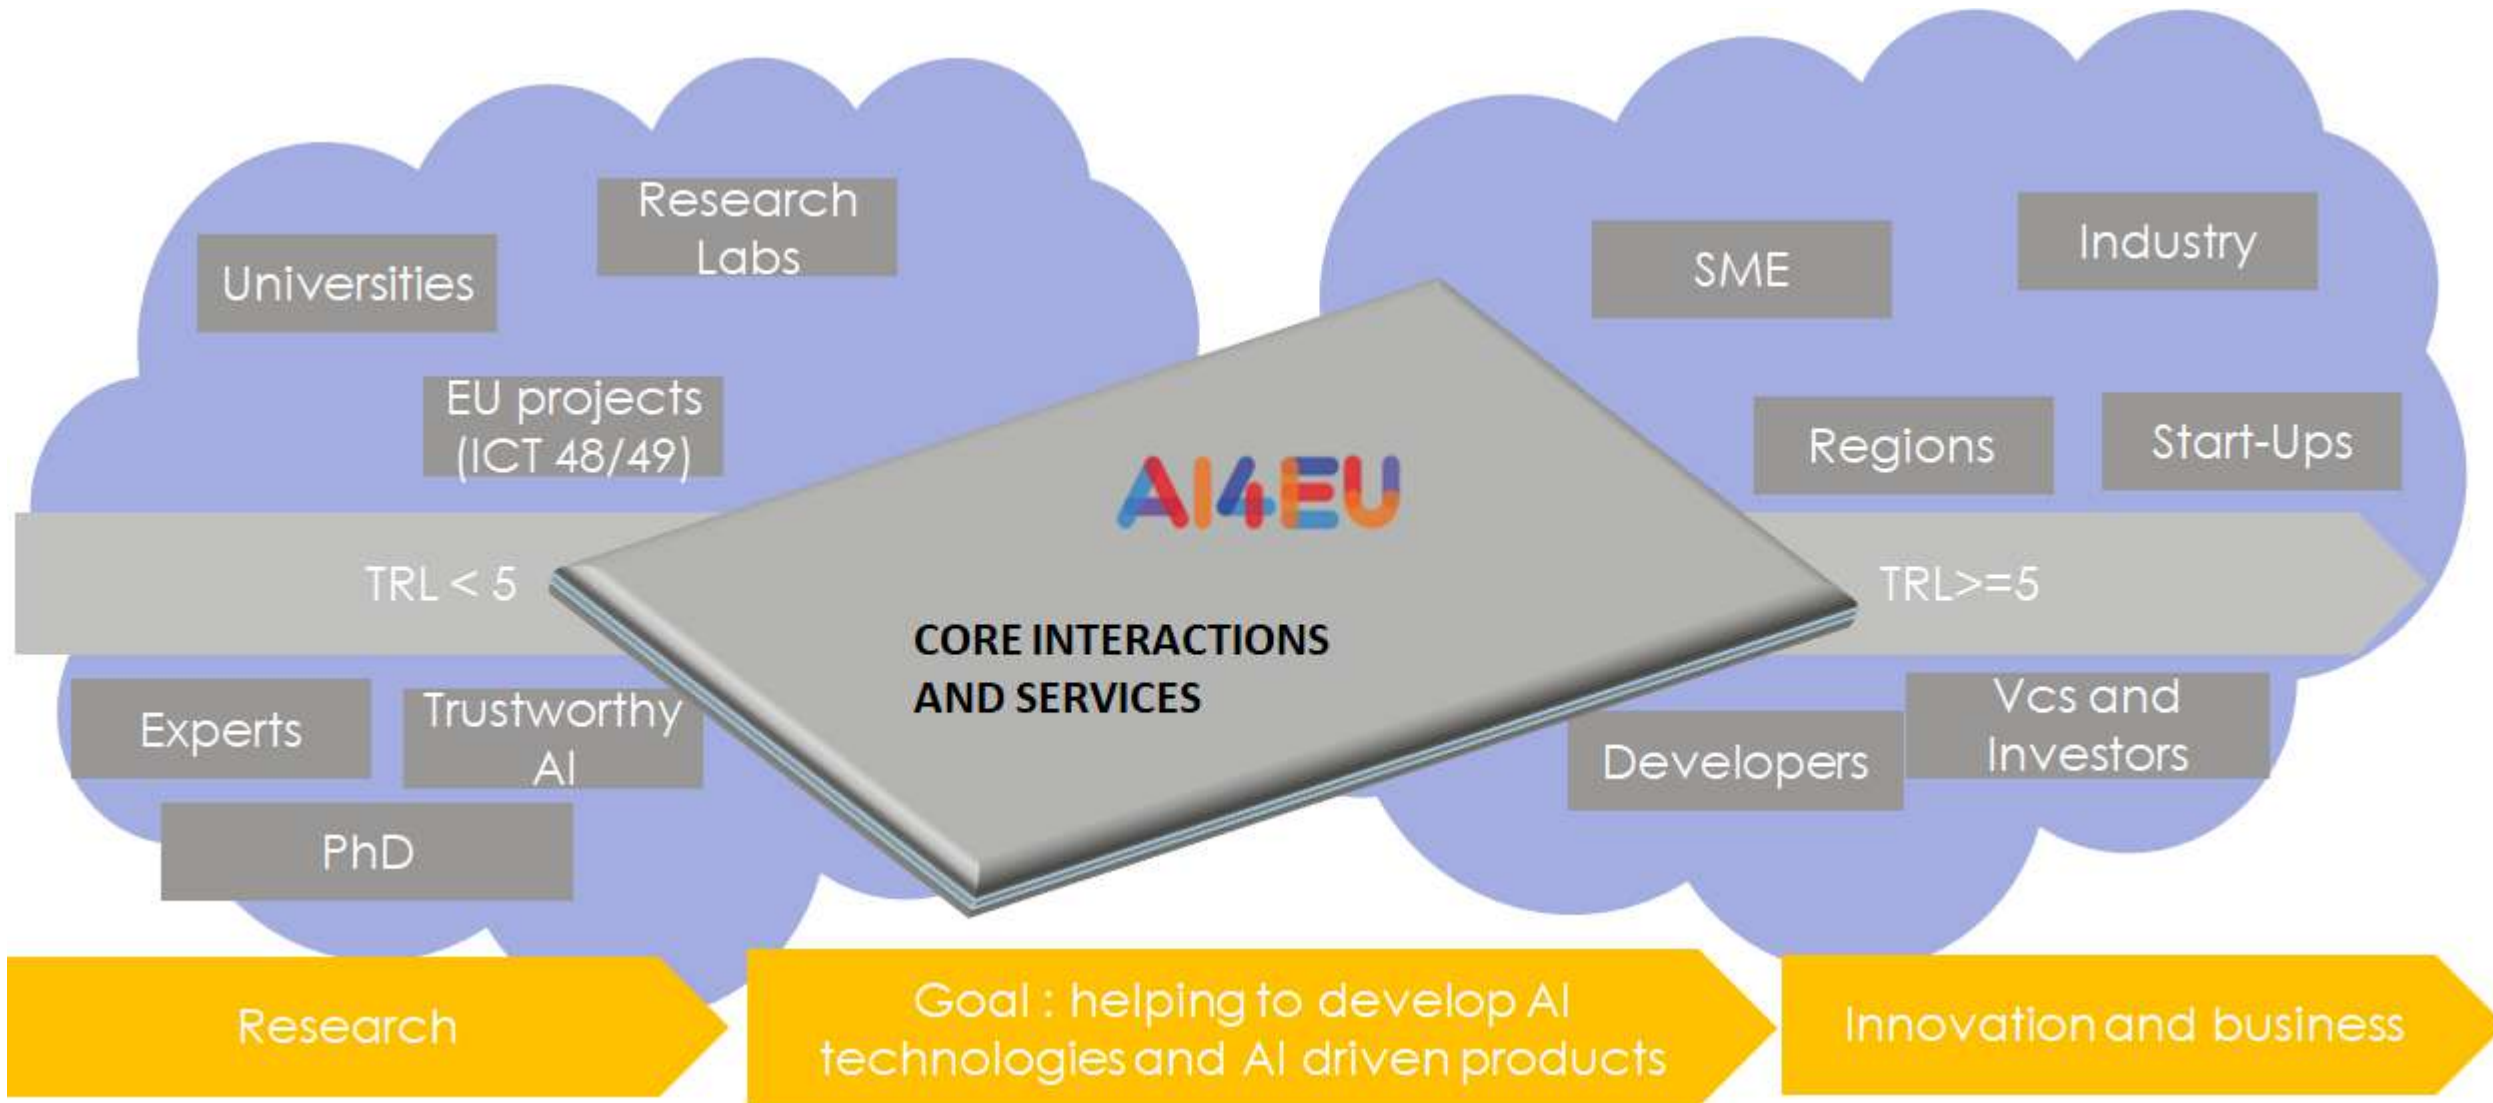 Research
Labs
Universities
EU projects
(ICT 48/49)
TRL < 5
Experts
Trustworthy
AI
PhD
AI4EU
CORE INTERACTIONS
AND SERVICES
SME
Industry
Regions
Start-Ups
TRL>=5
Developers
Vcs and
Investors
Research
Goal : helping to develop AI
technologies and AI driven products
Innovation and business